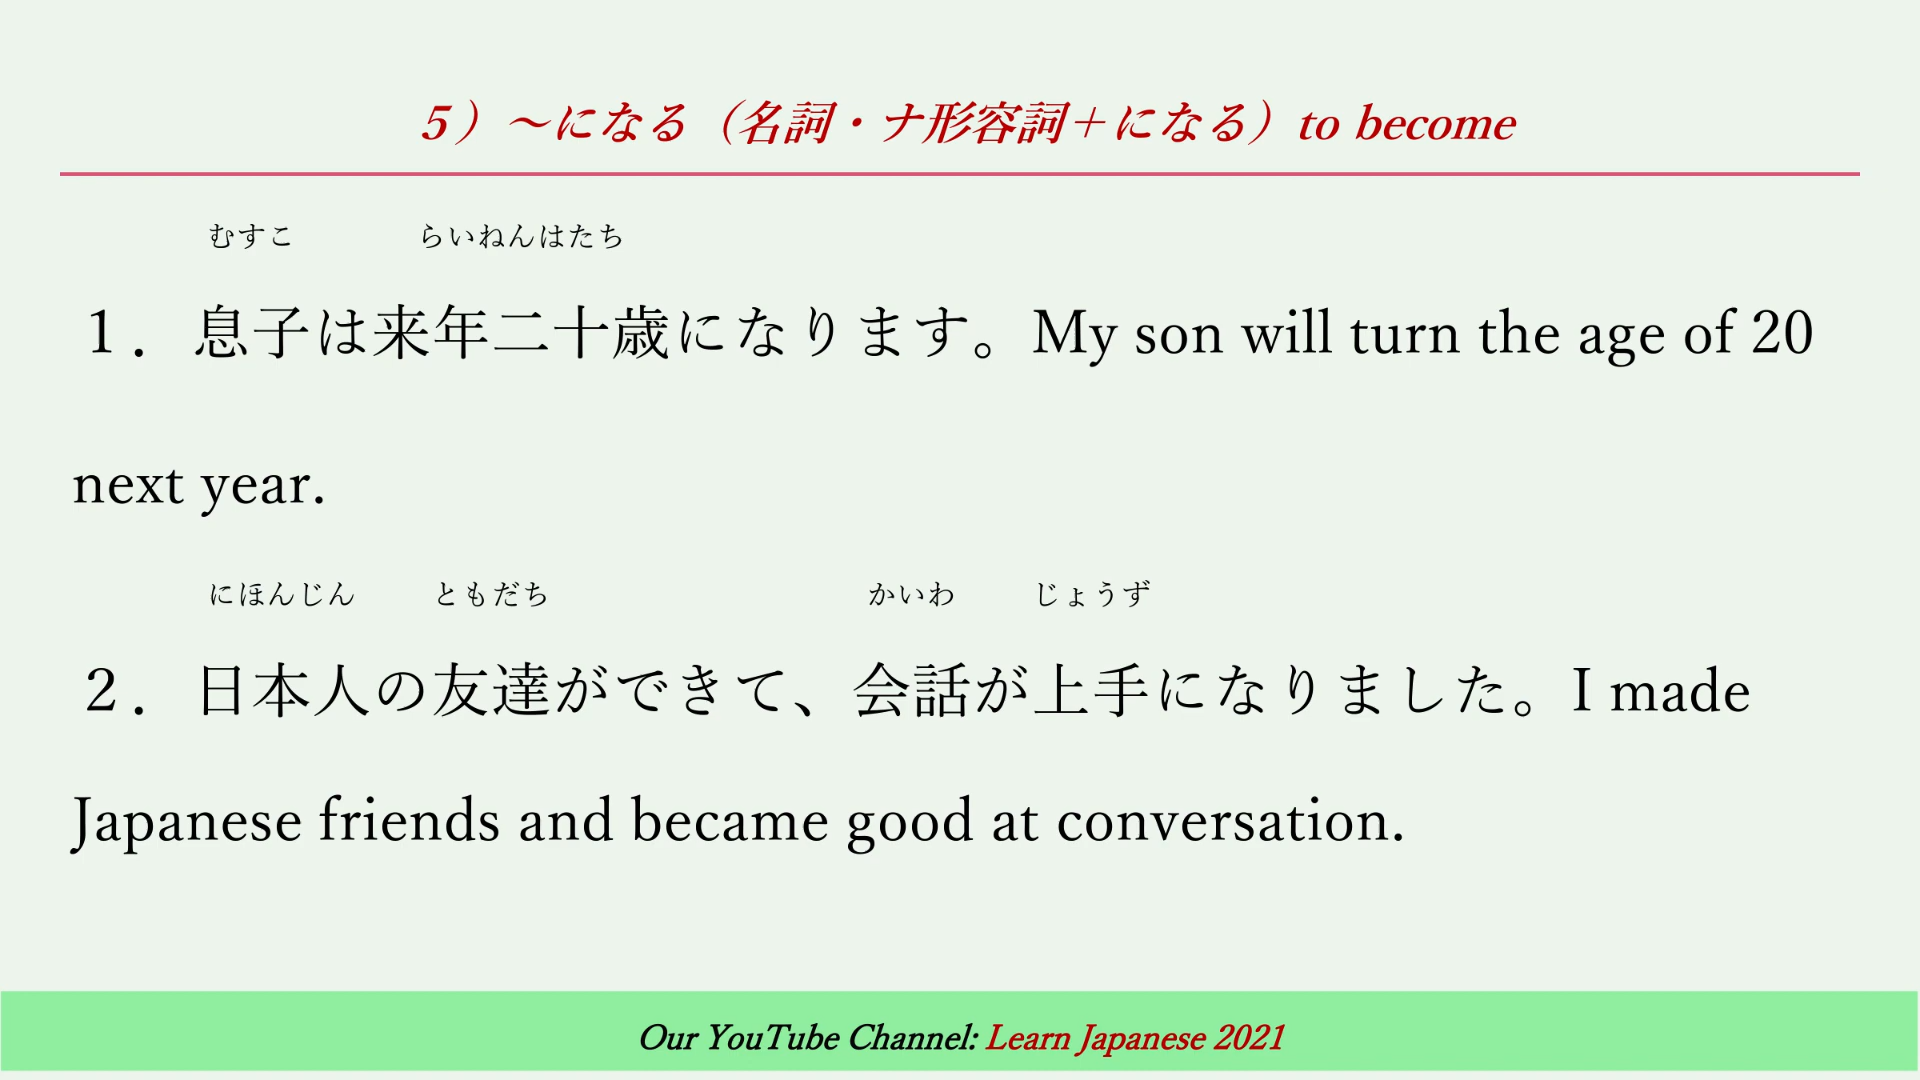 ５）～になる（名詞・ナ形容詞＋になる）to become
むすこ らいねんはたち
１．息子は来年二十歳になります。My son will turn the age of 20
next year.
にほんじん ともだち かいわ じょうず
２．日本人の友達ができて、会話が上手になりました。I made
Japanese friends and became good at conversation.
Our YouTube Channel: Learn Japanese 2021